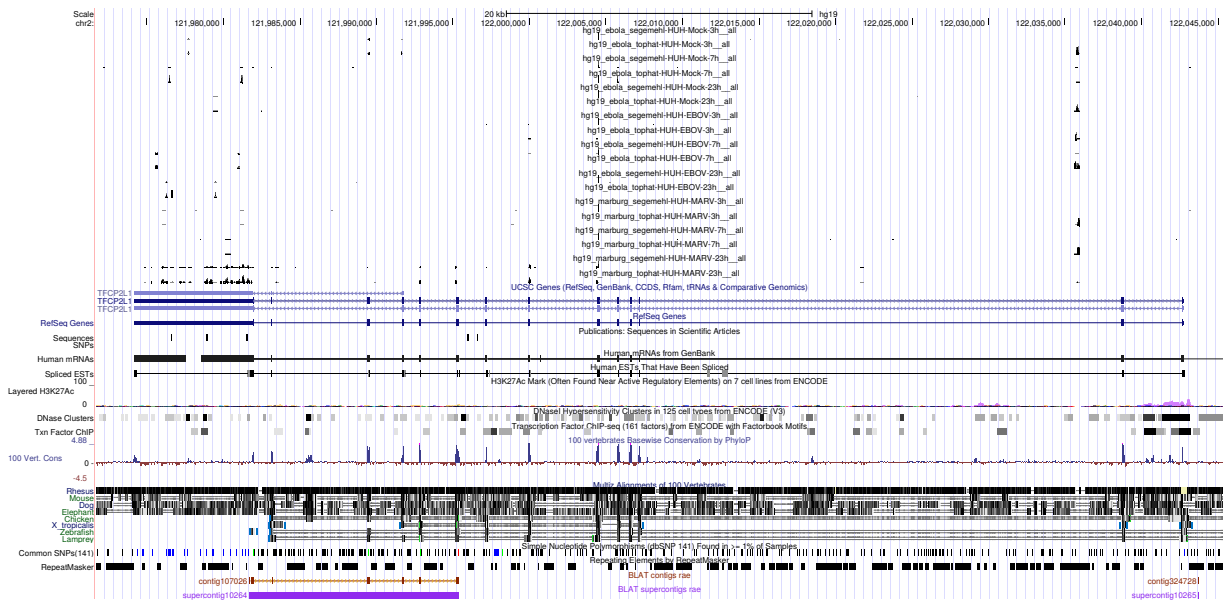 Scale 20 kb hg19
chr2: 121,980,000 121,985,000 121,990,000 121,995,000 122,000,000 122,005,000 122,010,000 122,015,000 122,020,000 122,025,000 122,030,000 122,035,000 122,040,000 122,045,000
hg19_ebola_segemehl-HUH-Mock-3h__all
hg19_ebola_tophat-HUH-Mock-3h__all
hg19_ebola_segemehl-HUH-Mock-7h__all
hg19_ebola_tophat-HUH-Mock-7h__all
hg19_ebola_segemehl-HUH-Mock-23h__all
hg19_ebola_tophat-HUH-Mock-23h__all
hg19_ebola_segemehl-HUH-EBOV-3h__all
hg19_ebola_tophat-HUH-EBOV-3h__all
hg19_ebola_segemehl-HUH-EBOV-7h__all
hg19_ebola_tophat-HUH-EBOV-7h__all
hg19_ebola_segemehl-HUH-EBOV-23h__all
hg19_ebola_tophat-HUH-EBOV-23h__all
hg19_marburg_segemehl-HUH-MARV-3h__all
hg19_marburg_tophat-HUH-MARV-3h__all
hg19_marburg_segemehl-HUH-MARV-7h__all
hg19_marburg_tophat-HUH-MARV-7h__all
hg19_marburg_segemehl-HUH-MARV-23h__all
hg19_marburg_tophat-HUH-MARV-23h__all
UCSC Genes (RefSeq, GenBank, CCDS, Rfam, tRNAs & Comparative Genomics)
TFCP2L1
TFCP2L1
TFCP2L1
RefSeq Genes
RefSeq Genes
Publications: Sequences in Scientific Articles
Sequences
SNPs
Human mRNAs from GenBank
Human mRNAs
Human ESTs That Have Been Spliced
Spliced ESTs
H3K27Ac Mark (Often Found Near Active Regulatory Elements) on 7 cell lines from ENCODE
100
Layered H3K27Ac
0
DNaseI Hypersensitivity Clusters in 125 cell types from ENCODE (V3)
DNase Clusters
Transcription Factor ChIP-seq (161 factors) from ENCODE with Factorbook Motifs
Txn Factor ChIP
100 vertebrates Basewise Conservation by PhyloP
4.88
100 Vert. Cons
0
-4.5
Multiz Alignments of 100 Vertebrates
Rhesus
Mouse
Dog
Elephant
Chicken
X_tropicalis
Zebrafish
Lamprey
Simple Nucleotide Polymorphisms (dbSNP 141) Found in >= 1% of Samples
Common SNPs(141)
Repeating Elements by RepeatMasker
RepeatMasker
BLAT contigs rae
contig107026 contig324728
BLAT supercontigs rae
supercontig10264 supercontig10265